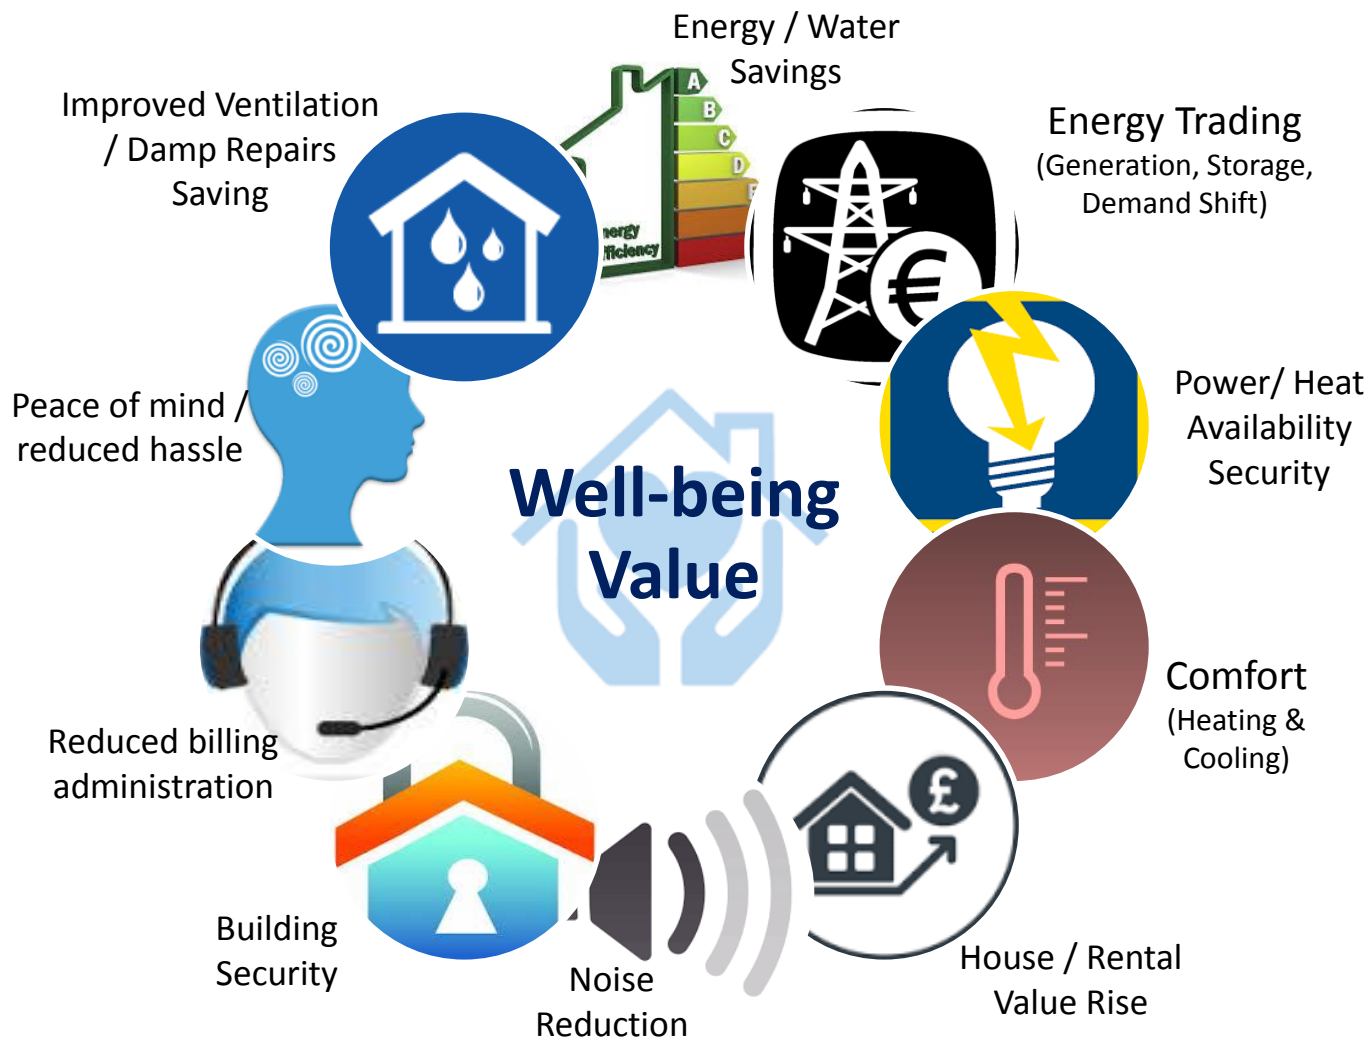 Energy / Water
Savings
Improved Ventilation
/ Damp Repairs
Saving
A
B
C
D
Energy Trading
(Generation, Storage,
Demand Shift)
€
Peace of mind /
reduced hassle
Power/ Heat
Availability
Security
Well-being
Value
Comfort
(Heating &
Cooling)
£
Reduced billing
administration
Building
Security
Noise
Reduction
House / Rental
Value Rise